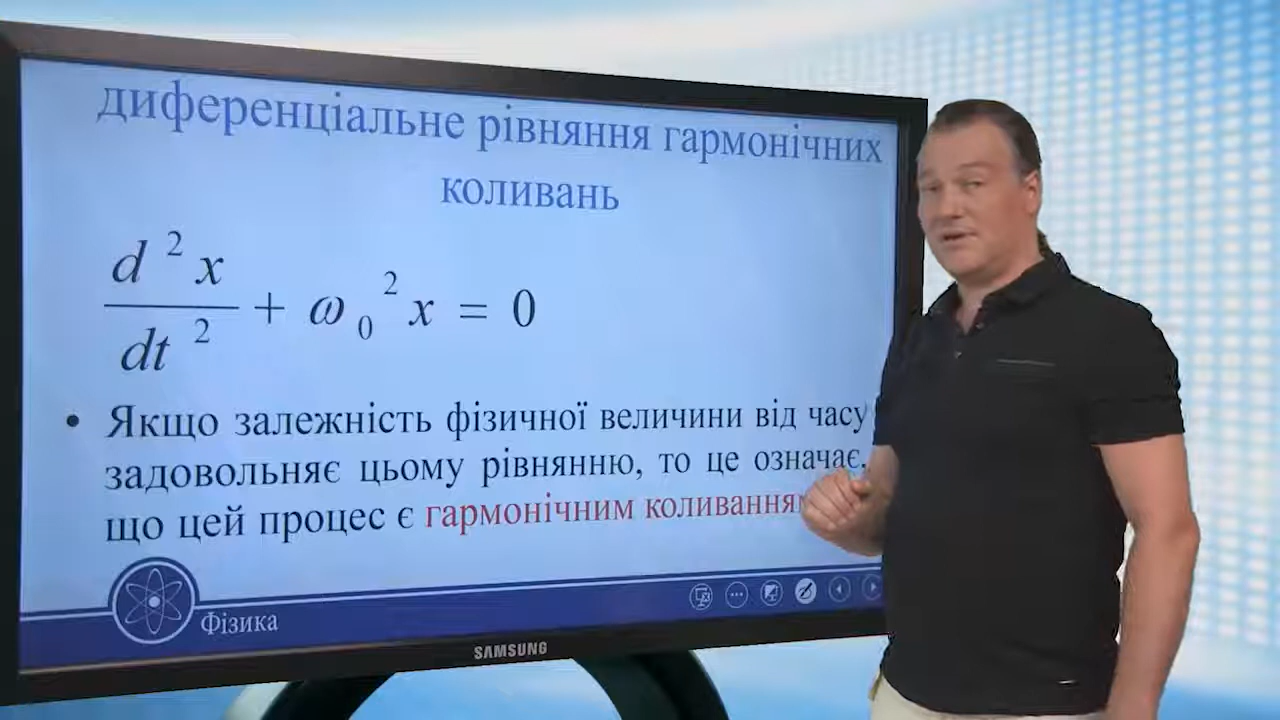 диференціальне рівняння гармонічних
коливань
d²x/dt² + ω₀²x = 0
• Якщо залежність фізичної величини від часу
задовольняє цьому рівнянню, то це означає,
що цей процес є гармонічним коливанням
Фізика
SAMSUNG